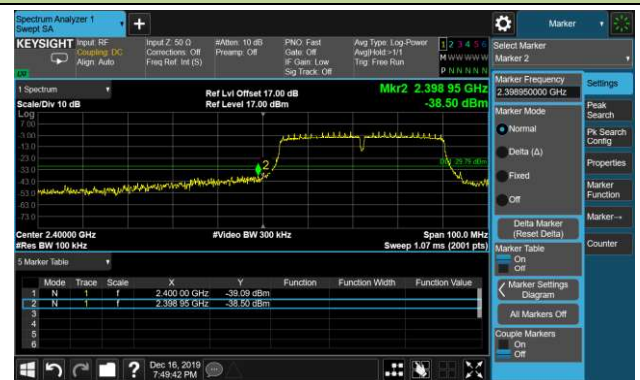 Spectrum Analyzer 1
Swept SA
+
Marker
KEYSIGHT
Input: RF
Coupling: DC
Align: Auto
Input Z: 50 Ω
Corrections: Off
Freq Ref: Int (S)
#Atten: 10 dB
Preamp: Off
PNO: Fast
Gate: Off
IF Gain: Low
Sig Track: Off
Avg Type: Log-Power
Avg|Hold:>1/1
Trig: Free Run
1 2 3 4 5 6
M W W W W W
P N N N N N
Select Marker
Marker 2
1 Spectrum
Scale/Div 10 dB
Log
Ref Lvl Offset 17.00 dB
Ref Level 17.00 dBm
Mkr2 2.398 95 GHz
-38.50 dBm
7.00
-3.00
-13.0
-23.0
-33.0
-43.0
-53.0
-63.0
-73.0
2
Center 2.40000 GHz
#Res BW 100 kHz
#Video BW 300 kHz
Span 100.0 MHz
Sweep 1.07 ms (2001 pts)
5 Marker Table
Mode Trace Scale X Y Function Function Width Function Value
1 N 1 f 2.400 00 GHz -39.09 dBm
2 N 1 f 2.398 95 GHz -38.50 dBm
3
4
5
6
Marker Frequency
2.398950000 GHz
Marker Mode
Normal
Delta (Δ)
Fixed
Off
Delta Marker
(Reset Delta)
Marker Table
On
Off
Marker Settings
Diagram
All Markers Off
Couple Markers
On
Off
Settings
Peak
Search
Pk Search
Config
Properties
Marker
Function
Marker→
Counter
?
Dec 16, 2019
7:49:42 PM